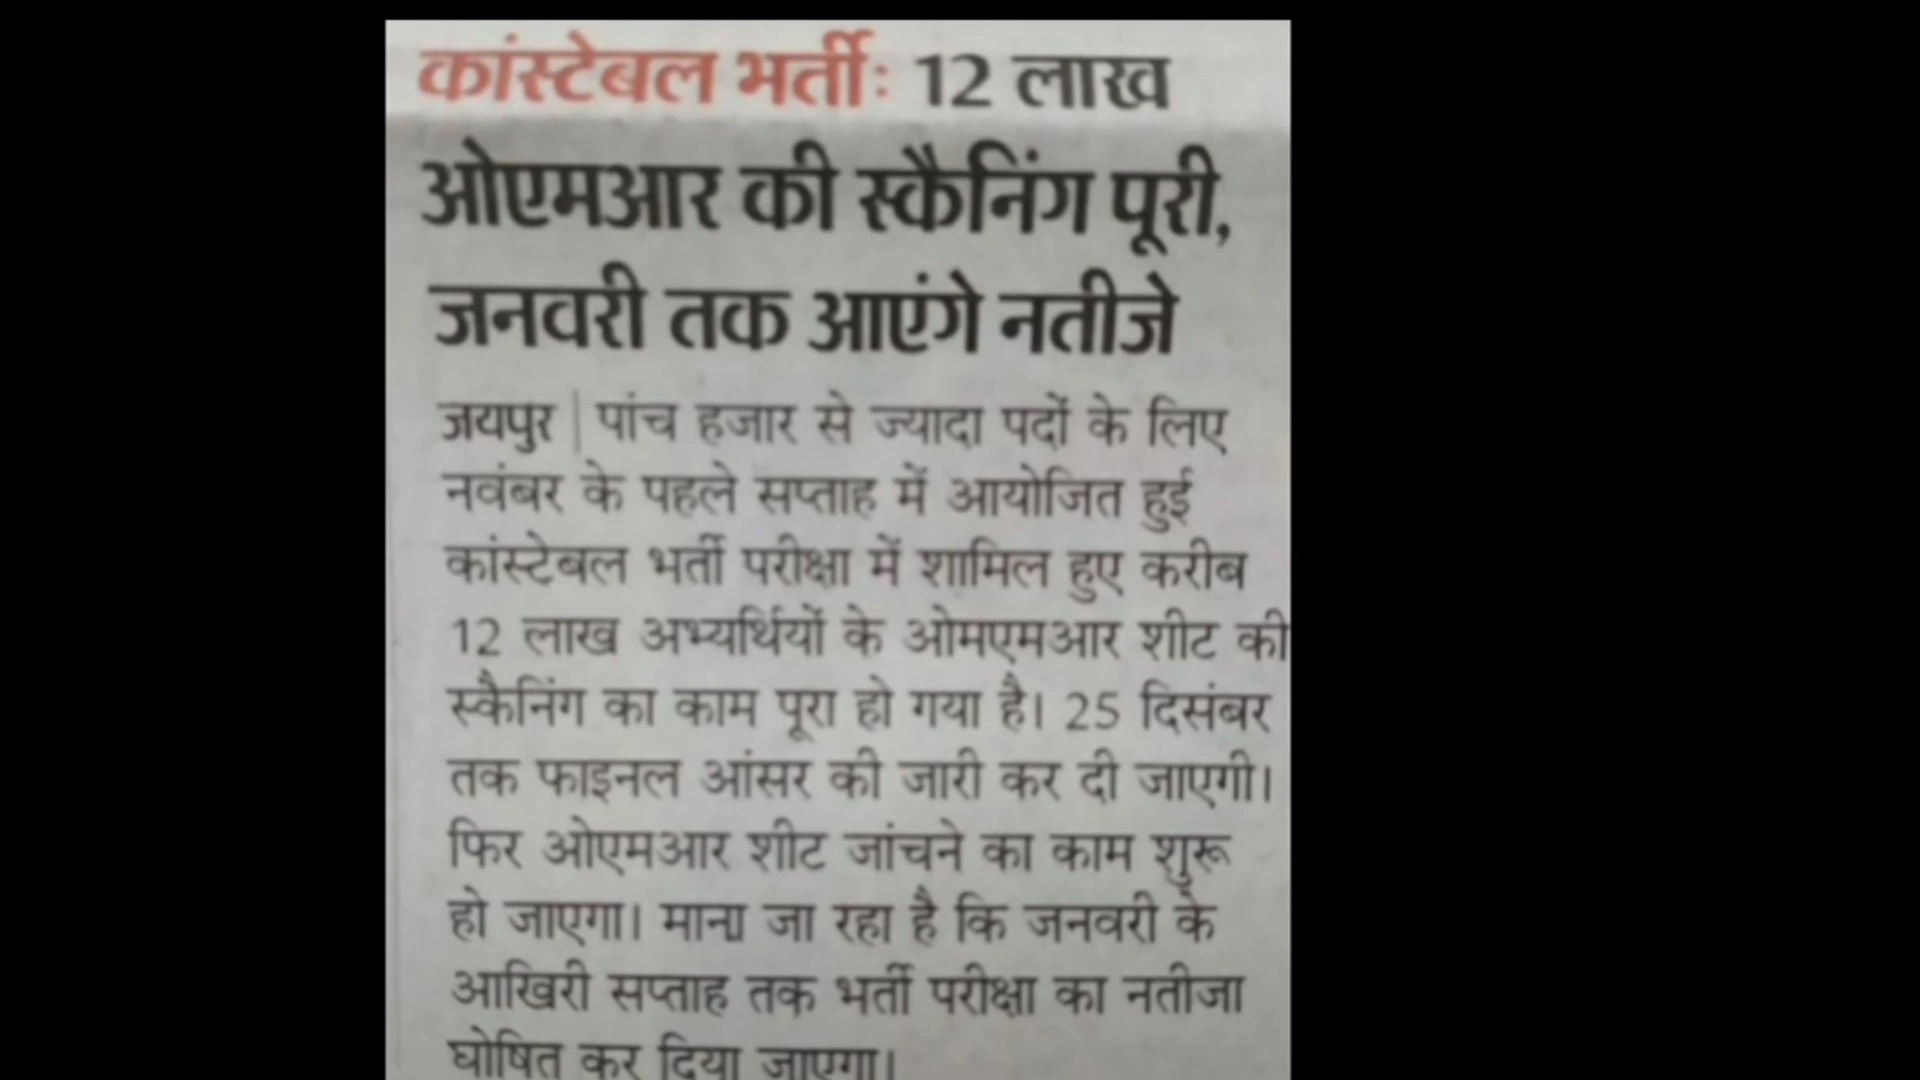 कांस्टेबल भर्ती: 12 लाख
ओएमआर की स्कैनिंग पूरी,
जनवरी तक आएंगे नतीजे
जयपुर | पांच हजार से ज्यादा पदों के लिए
नवंबर के पहले सप्ताह में आयोजित हुई
कांस्टेबल भर्ती परीक्षा में शामिल हुए करीब
12 लाख अभ्यर्थियों के ओमएमआर शीट की
स्कैनिंग का काम पूरा हो गया है। 25 दिसंबर
तक फाइनल आंसर की जारी कर दी जाएगी।
फिर ओएमआर शीट जांचने का काम शुरू
हो जाएगा। माना जा रहा है कि जनवरी के
आखिरी सप्ताह तक भर्ती परीक्षा का नतीजा
घोषित कर दिया जाएगा।